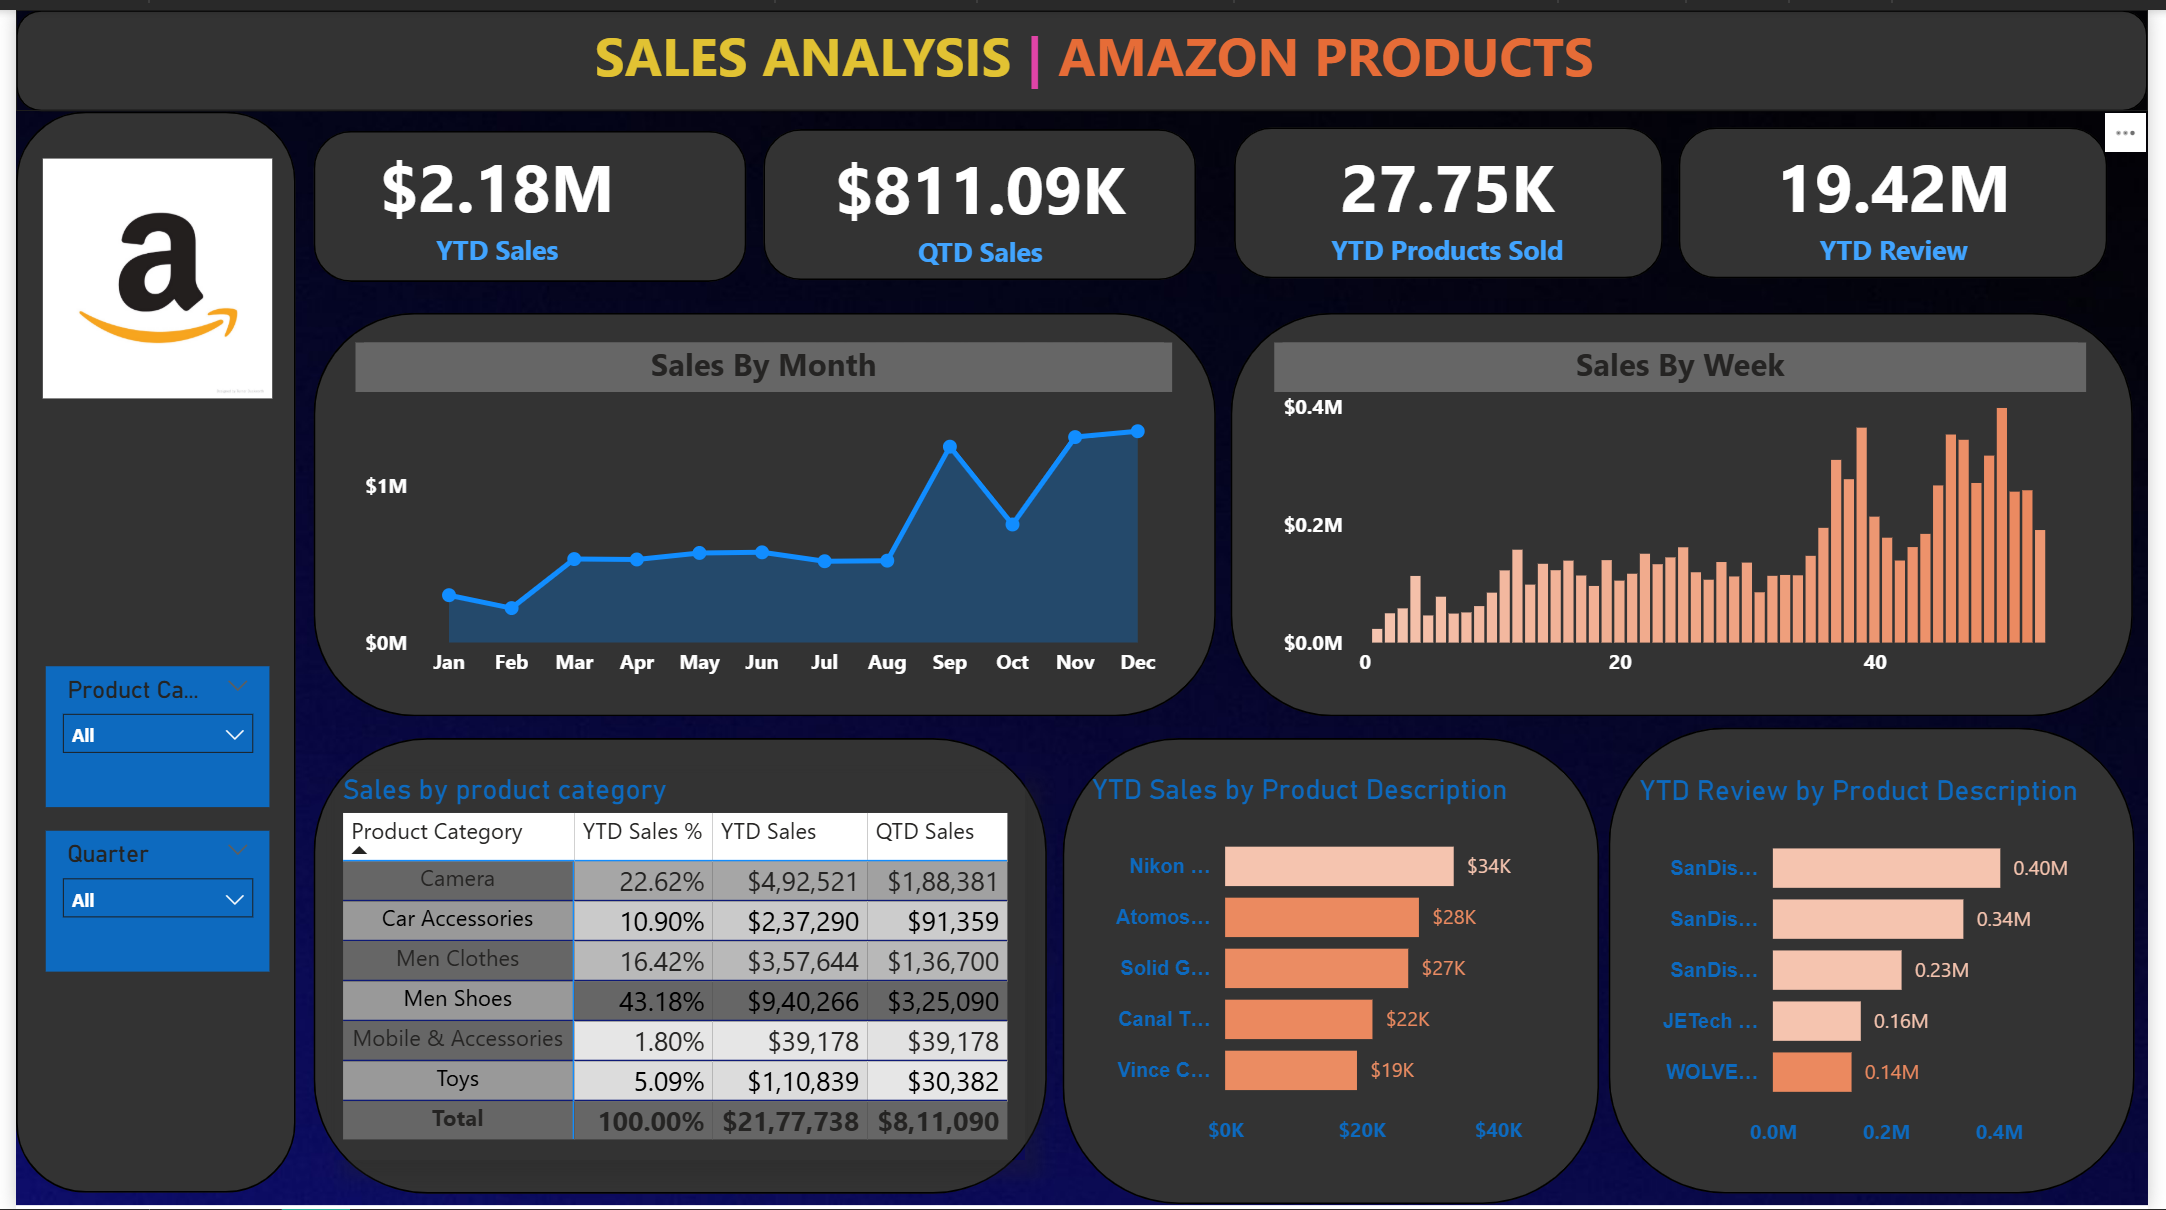 SALES ANALYSIS | AMAZON PRODUCTS
a
$2.18M
YTD Sales
$811.09K
QTD Sales
27.75K
YTD Products Sold
19.42M
YTD Review
Sales By Month
$1M
$0M
Jan Feb Mar Apr May Jun Jul Aug Sep Oct Nov Dec
Sales By Week
$0.4M
$0.2M
$0.0M
0 20 40
Product Ca...
All
Quarter
All
Sales by product category
Product Category YTD Sales % YTD Sales QTD Sales
Camera 22.62% $4,92,521 $1,88,381
Car Accessories 10.90% $2,37,290 $91,359
Men Clothes 16.42% $3,57,644 $1,36,700
Men Shoes 43.18% $9,40,266 $3,25,090
Mobile & Accessories 1.80% $39,178 $39,178
Toys 5.09% $1,10,839 $30,382
Total 100.00% $21,77,738 $8,11,090
YTD Sales by Product Description
Nikon ... $34K
Atomos... $28K
Solid G... $27K
Canal T... $22K
Vince C... $19K
$0K $20K $40K
YTD Review by Product Description
SanDis... 0.40M
SanDis... 0.34M
SanDis... 0.23M
JETech ... 0.16M
WOLVE... 0.14M
0.0M 0.2M 0.4M